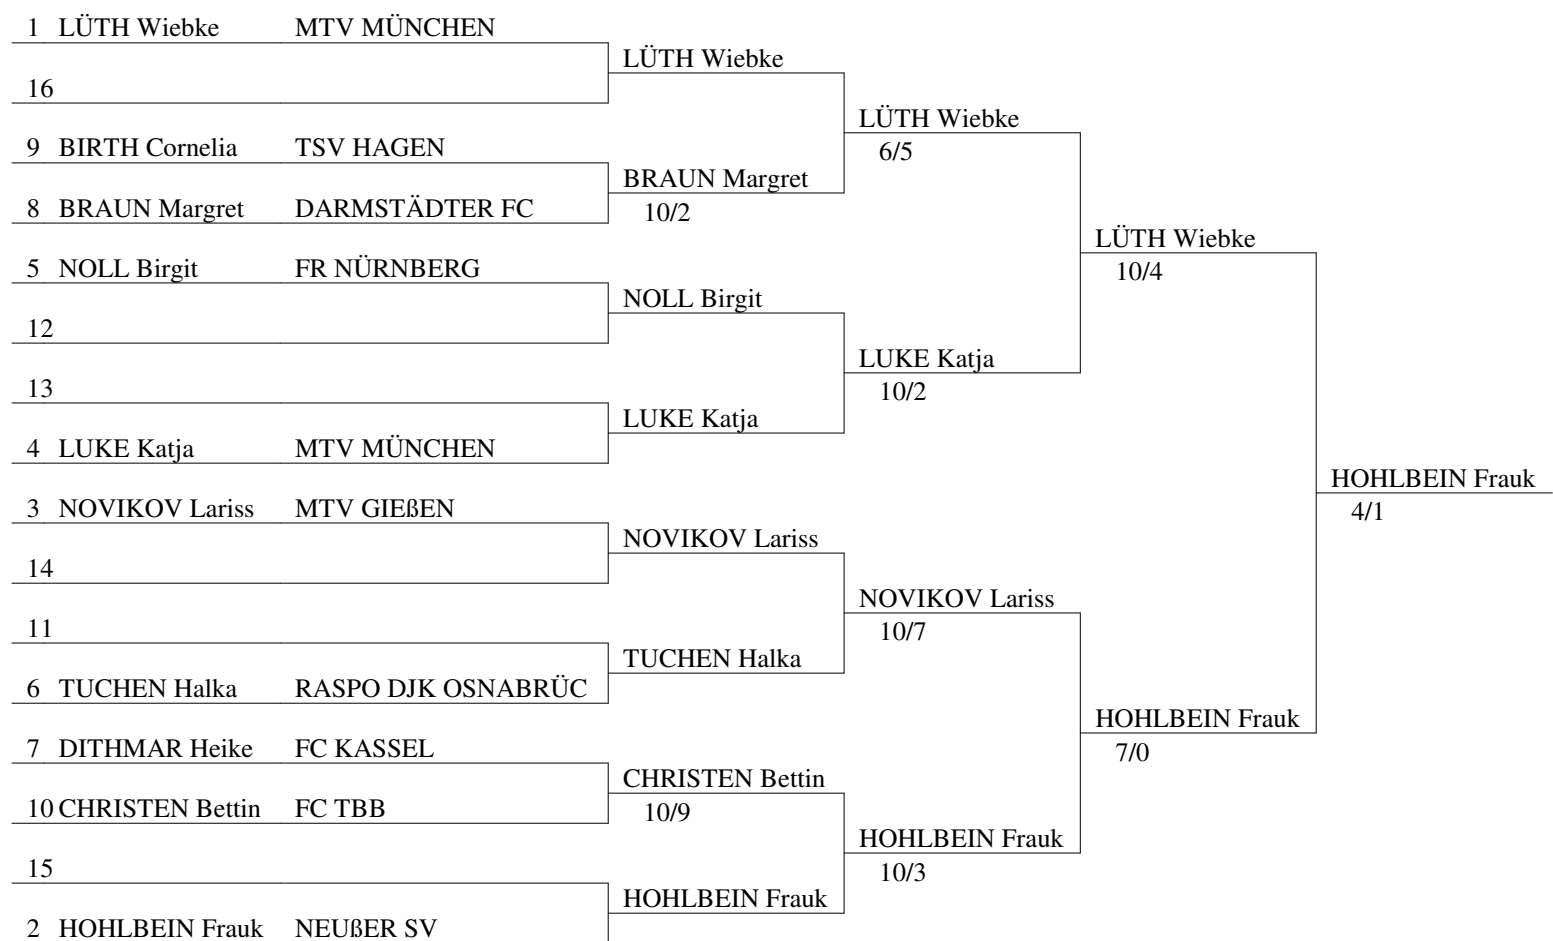 1 LÜTH Wiebke MTV MÜNCHEN
LÜTH Wiebke
16
LÜTH Wiebke
6/5
9 BIRTH Cornelia TSV HAGEN
BRAUN Margret
10/2
8 BRAUN Margret DARMSTÄDTER FC
LÜTH Wiebke
10/4
5 NOLL Birgit FR NÜRNBERG
NOLL Birgit
12
LUKE Katja
10/2
13
LUKE Katja
4 LUKE Katja MTV MÜNCHEN
HOHLBEIN Frauk
4/1
3 NOVIKOV Lariss MTV GIEßEN
NOVIKOV Lariss
14
NOVIKOV Lariss
10/7
11
TUCHEN Halka
6 TUCHEN Halka RASPO DJK OSNABRÜC
HOHLBEIN Frauk
7/0
7 DITHMAR Heike FC KASSEL
CHRISTEN Bettin
10/9
10 CHRISTEN Bettin FC TBB
HOHLBEIN Frauk
10/3
15
HOHLBEIN Frauk
2 HOHLBEIN Frauk NEUßER SV